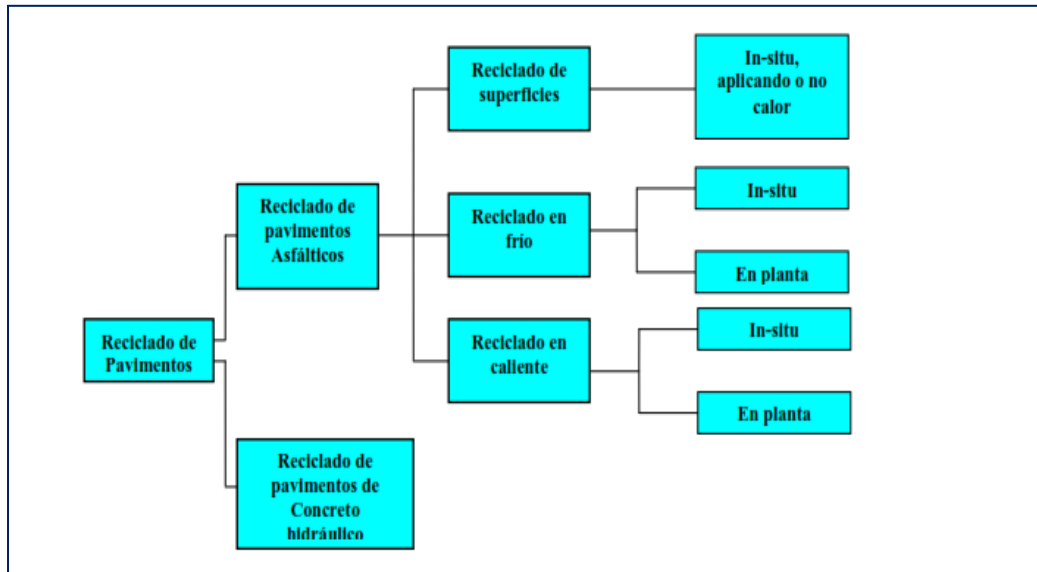 Reciclado de
Pavimentos
Reciclado de
pavimentos
Asfálticos
Reciclado de
pavimentos de
Concreto
hidráulico
Reciclado de
superficies
Reciclado en
frío
Reciclado en
caliente
In-situ,
aplicando o no
calor
In-situ
En planta
In-situ
En planta